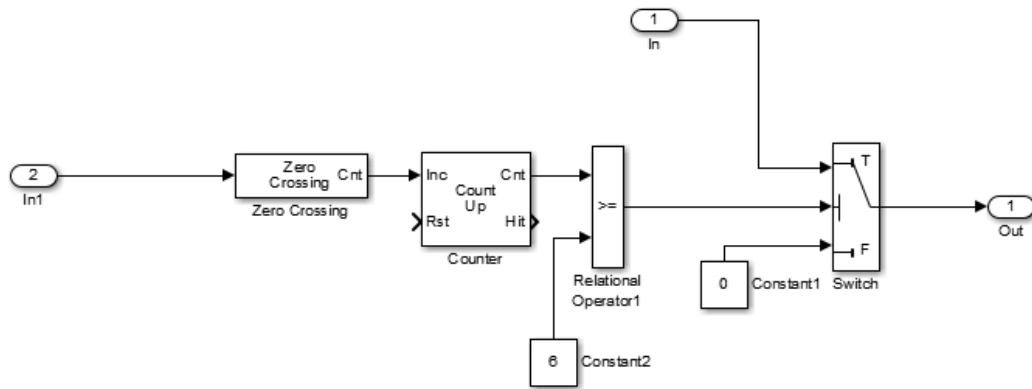 1
In
2
In1
Zero
Crossing
Cnt
Zero Crossing
Inc
Cnt
Count
Up
Rst
Hit
Counter
>=
Relational
Operator1
6
Constant2
0
Constant1
T
F
Switch
1
Out